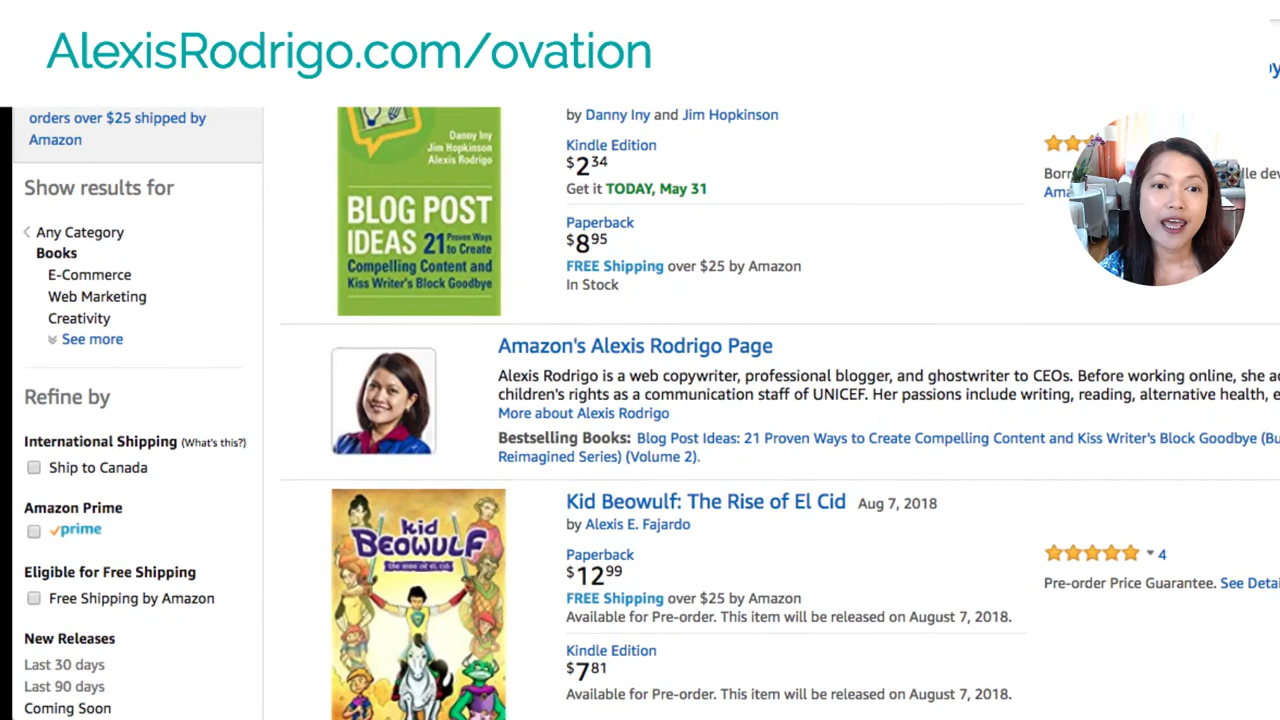 AlexisRodrigo.com/ovation
orders over $25 shipped by
Amazon
Show results for
Any Category
Books
E-Commerce
Web Marketing
Creativity
See more
Refine by
International Shipping (What's this?)
Ship to Canada
Amazon Prime
prime
Eligible for Free Shipping
Free Shipping by Amazon
New Releases
Last 30 days
Last 90 days
Coming Soon
Danny Iny
Jim Hopkinson
Alexis Rodrigo
BLOG POST
IDEAS 21 Proven Ways to Create
Compelling Content and
Kiss Writer's Block Goodbye
by Danny Iny and Jim Hopkinson
Kindle Edition
$2.34
Get it TODAY, May 31
Paperback
$8.95
FREE Shipping over $25 by Amazon
In Stock
Amazon's Alexis Rodrigo Page
Alexis Rodrigo is a web copywriter, professional blogger, and ghostwriter to CEOs. Before working online, she
children's rights as a communication staff of UNICEF. Her passions include writing, reading, alternative health,
More about Alexis Rodrigo
Bestselling Books: Blog Post Ideas: 21 Proven Ways to Create Compelling Content and Kiss Writer's Block Goodbye
Reimagined Series) (Volume 2).
kid
BEOWULF
the rise of el cid
Kid Beowulf: The Rise of El Cid Aug 7, 2018
by Alexis E. Fajardo
Paperback
$12.99
FREE Shipping over $25 by Amazon
Available for Pre-order. This item will be released on August 7, 2018.
Kindle Edition
$7.81
Available for Pre-order. This item will be released on August 7, 2018.
4
Pre-order Price Guarantee. See